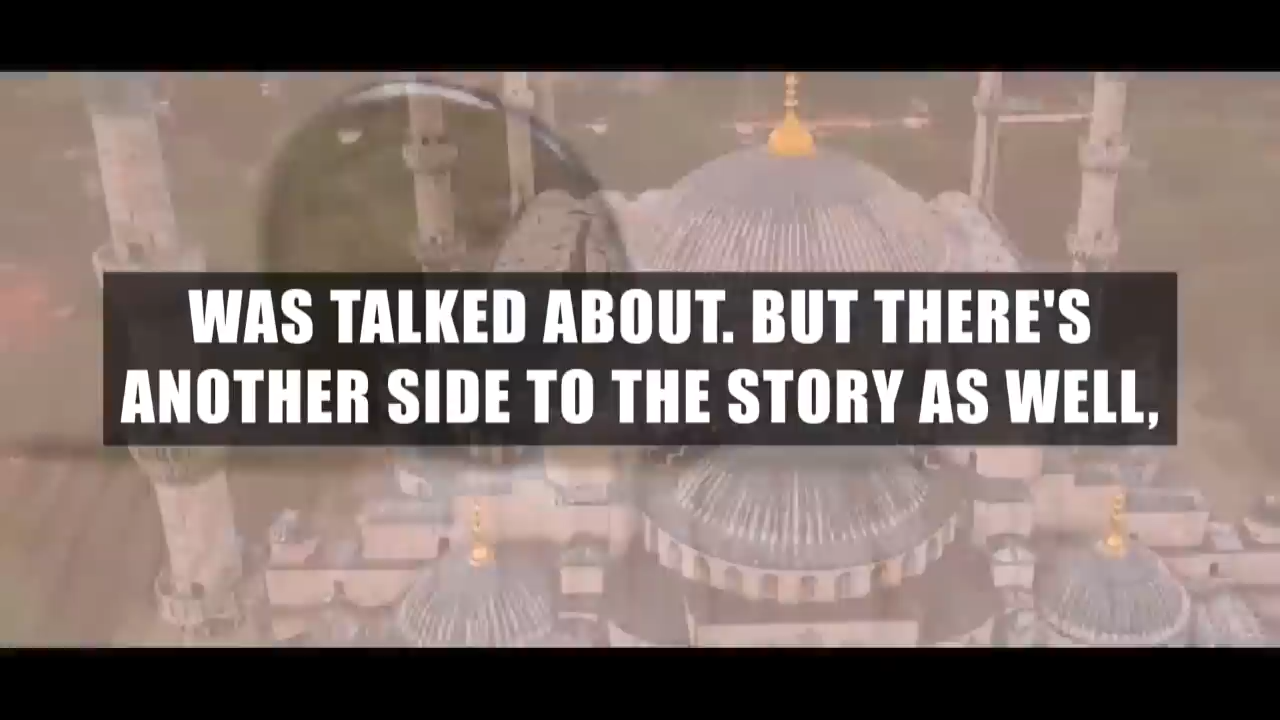 WAS TALKED ABOUT. BUT THERE'S
ANOTHER SIDE TO THE STORY AS WELL,